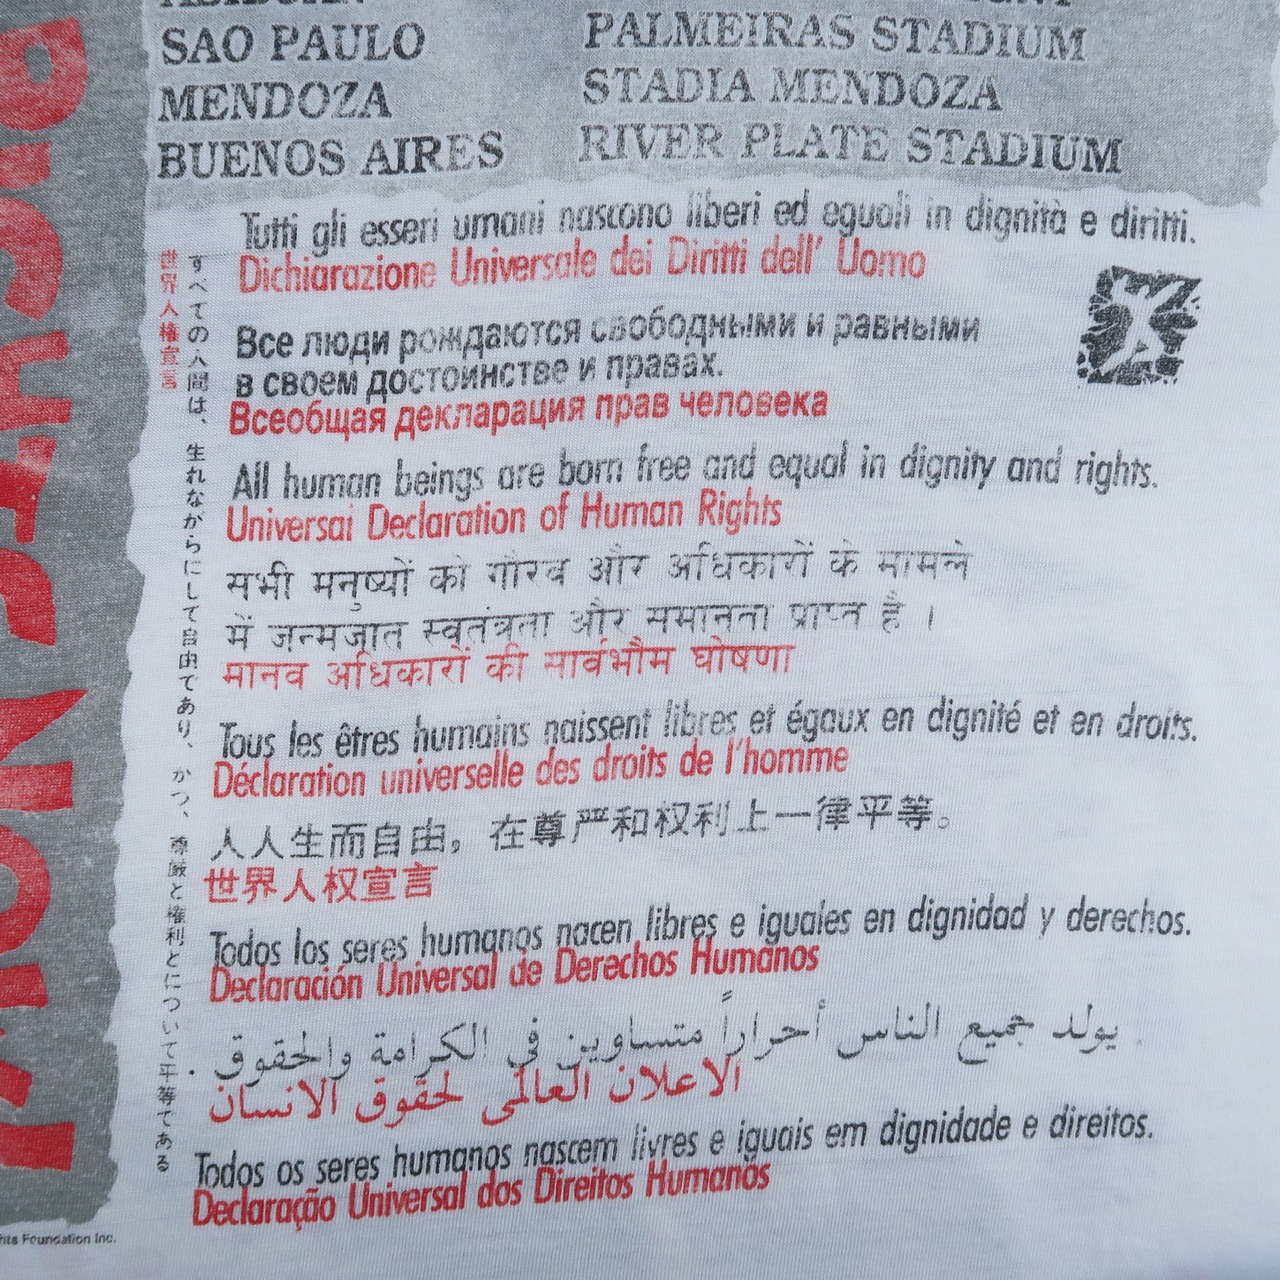 SAO PAULO PALMEIRAS STADIUM
MENDOZA STADIA MENDOZA
BUENOS AIRES RIVER PLATE STADIUM
RIGHTS NOW!
Tutti gli esseri umani nascono liberi ed eguali in dignità e diritti.
Dichiarazione Universale dei Diritti dell' Uomo
Все люди рождаются свободными и равными
в своем достоинстве и правах.
Всеобщая декларация прав человека
All human beings are born free and equal in dignity and rights.
Universal Declaration of Human Rights
सभी मनुष्यों को गौरव और अधिकारों के मामले
में जन्मजात स्वतंत्रता और समानता प्राप्त है ।
मानव अधिकारों की सार्वभौम घोषणा
Tous les êtres humains naissent libres et égaux en dignité et en droits.
Déclaration universelle des droits de l'homme
人人生而自由，在尊严和权利上一律平等。
世界人权宣言
Todos los seres humanos nacen libres e iguales en dignidad y derechos.
Declaración Universal de Derechos Humanos
يولد جميع الناس أحراراً متساوين في الكرامة والحقوق .
الاعلان العالمى لحقوق الانسان
Todos os seres humanos nascem livres e iguais em dignidade e direitos.
Declaração Universal dos Direitos Humanos
すべての人間は、生れながらにして自由であり、かつ、尊厳と権利とについて平等である
世界人権宣言
Foundation Inc.